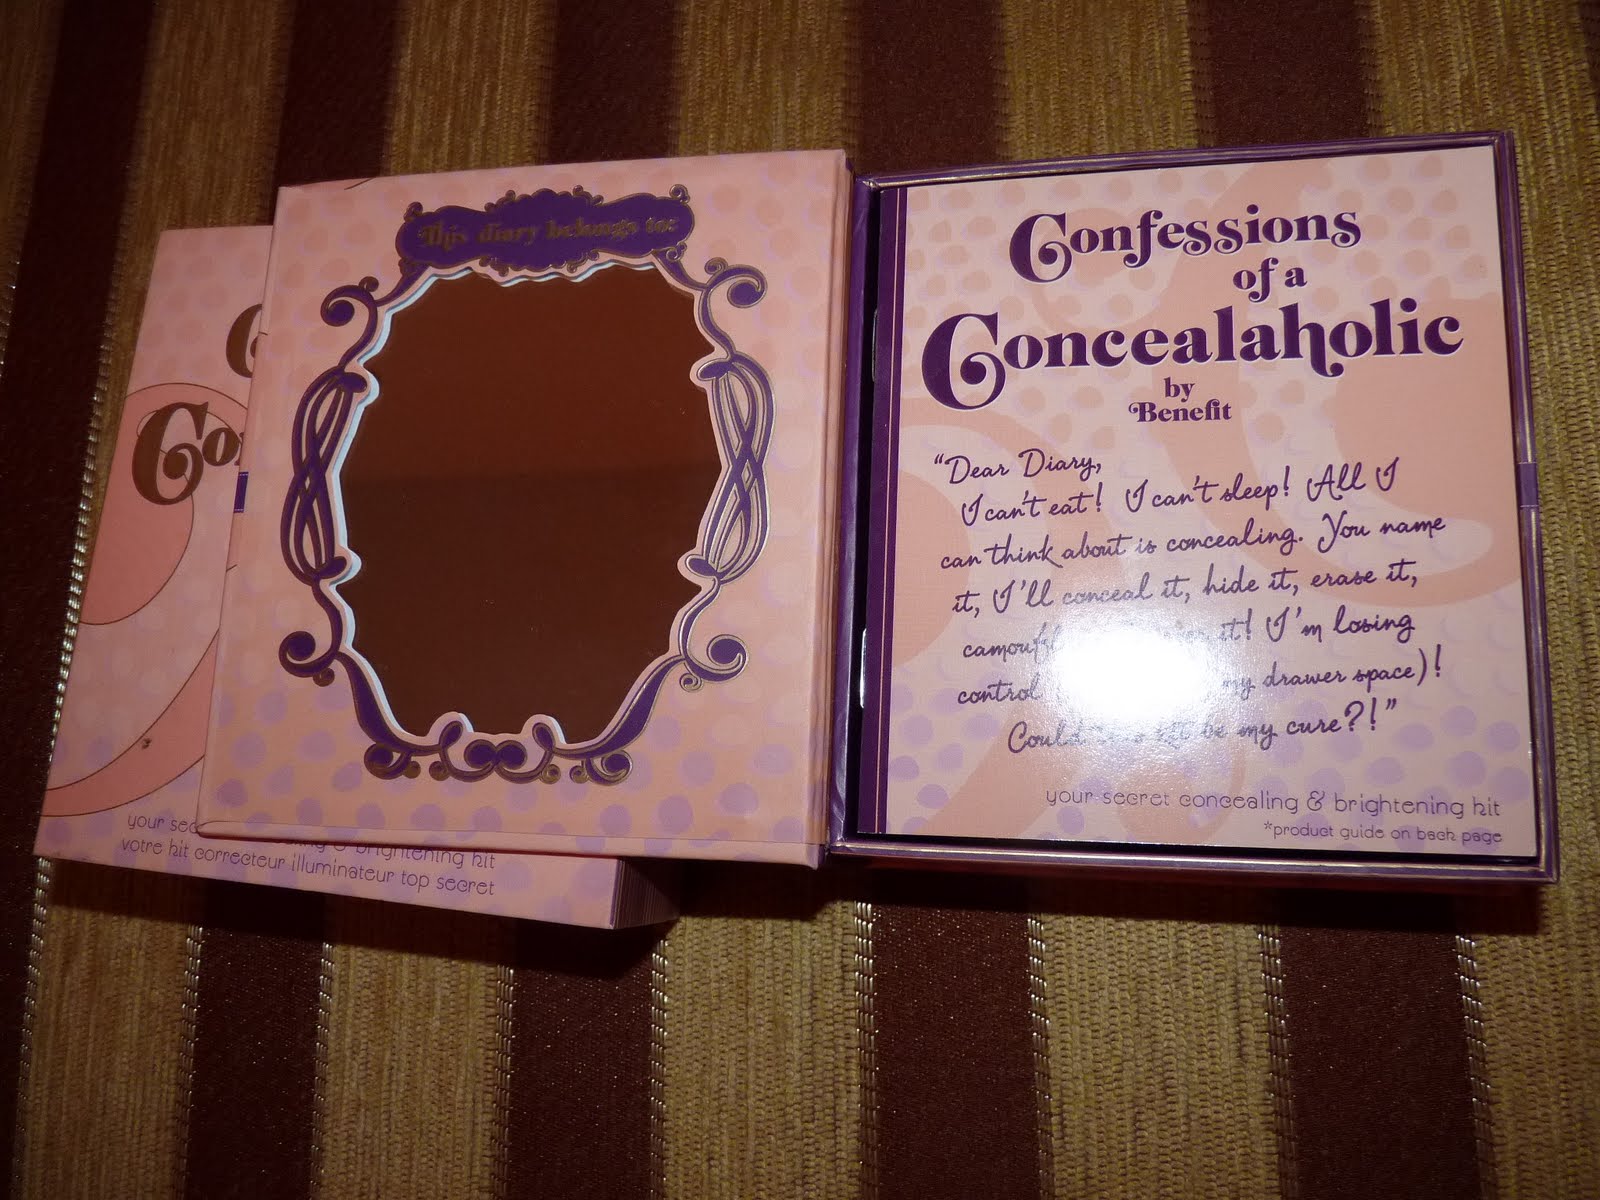 This diary belongs to:
Confessions
of a
Concealaholic
by
Benefit
"Dear Diary,
I can't eat! I can't sleep! All I
can think about is concealing. You name
it, I'll conceal it, hide it, erase it,
it! I'm losing
control my drawer space)!
Could be my cure?!"
your secret concealing & brightening kit
*product guide on back page
your sec
& brightening kit
votre kit correcteur illuminateur top secret